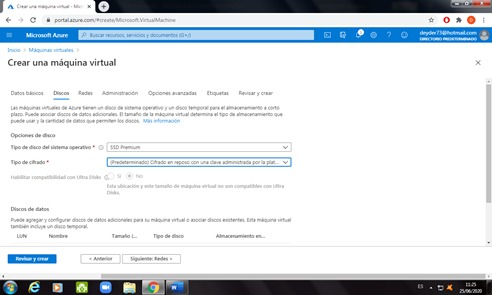 Crear una máquina virtual - Mic
portal.azure.com/#create/Microsoft.VirtualMachine
Microsoft Azure
Buscar recursos, servicios y documentos (G+/)
deyder73@hotmail.com
DIRECTORIO PREDETERMINADO
Inicio > Máquinas virtuales >
Crear una máquina virtual
Datos básicos Discos Redes Administración Opciones avanzadas Etiquetas Revisar y crear
Las máquinas virtuales de Azure tienen un disco de sistema operativo y un disco temporal para el almacenamiento a corto
plazo. Puede asociar discos de datos adicionales. El tamaño de la máquina virtual determina el tipo de almacenamiento que
puede usar y la cantidad de datos que permiten los discos. Más información
Opciones de disco
Tipo de disco del sistema operativo * SSD Premium
Tipo de cifrado * (Predeterminado) Cifrado en reposo con una clave administrada por la plat...
Habilitar compatibilidad con Ultra Disks Sí No
Esta ubicación y este tamaño de máquina virtual no son compatibles con Ultra
Disks.
Discos de datos
Puede agregar y configurar discos de datos adicionales para su máquina virtual o asociar discos existentes. Esta máquina virtual
también incluye un disco temporal.
LUN Nombre Tamaño (... Tipo de disco Almacenamiento en...
Revisar y crear < Anterior Siguiente: Redes >
ES 11:25
25/06/2020